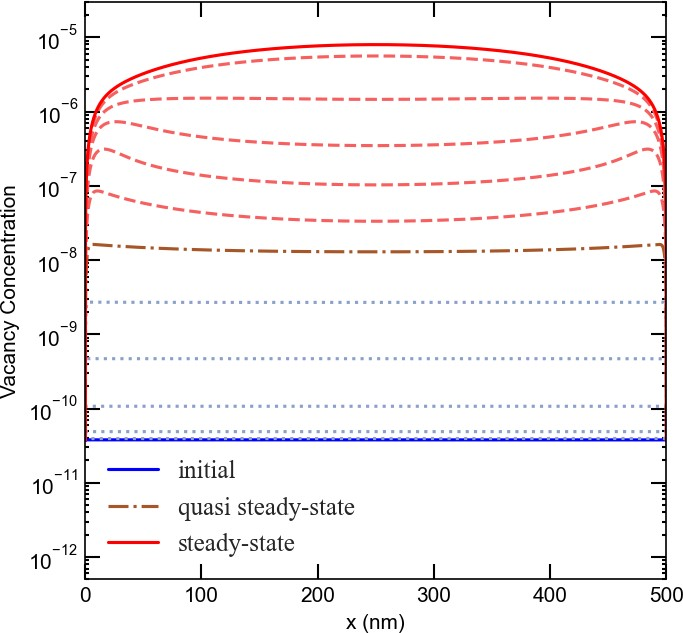 Vacancy Concentration
10⁻⁵
10⁻⁶
10⁻⁷
10⁻⁸
10⁻⁹
10⁻¹⁰
10⁻¹¹
10⁻¹²
initial
quasi steady-state
steady-state
0 100 200 300 400 500
x (nm)